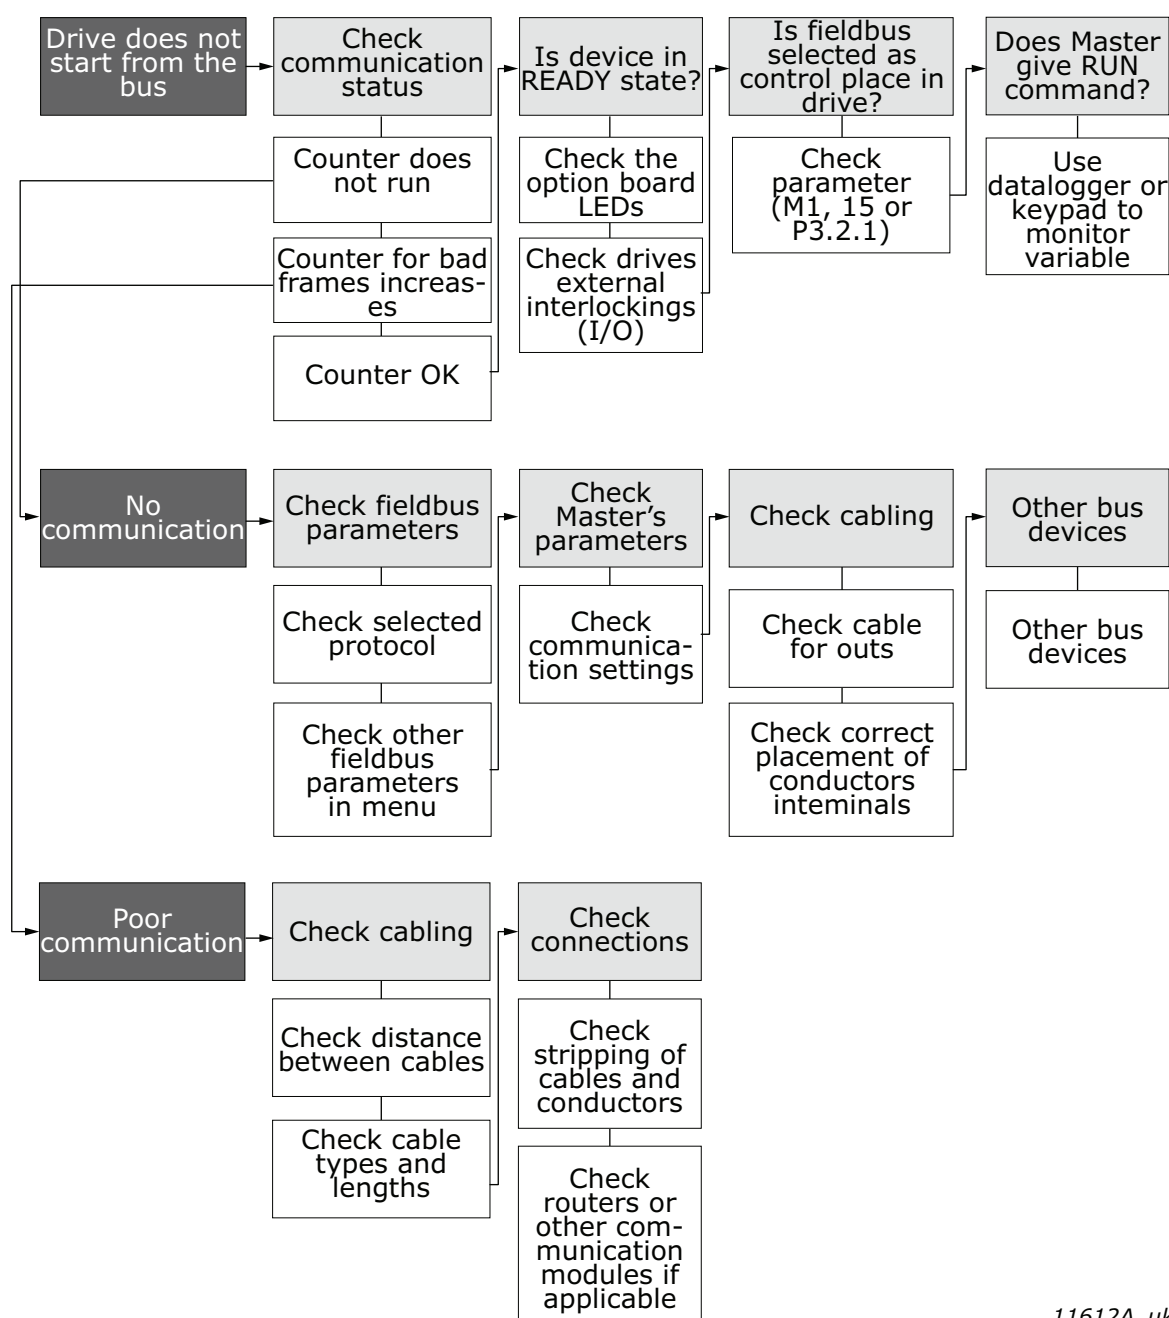 Drive does not
start from the
bus
Check
communication
status
Is device in
READY state?
Is fieldbus
selected as
control place in
drive?
Does Master
give RUN
command?
Counter does
not run
Check the
option board
LEDs
Check
parameter
(M1, 15 or
P3.2.1)
Use
datalogger or
keypad to
monitor
variable
Counter for bad
frames increas-
es
Check drives
external
interlockings
(I/O)
Counter OK
No
communication
Check fieldbus
parameters
Check
Master’s
parameters
Check cabling
Other bus
devices
Check selected
protocol
Check
communica-
tion settings
Check cable
for outs
Other bus
devices
Check other
fieldbus
parameters
in menu
Check correct
placement of
conductors
inteminals
Poor
communication
Check cabling
Check
connections
Check distance
between cables
Check
stripping of
cables and
conductors
Check cable
types and
lengths
Check
routers or
other com-
munication
modules if
applicable
11612A_uk